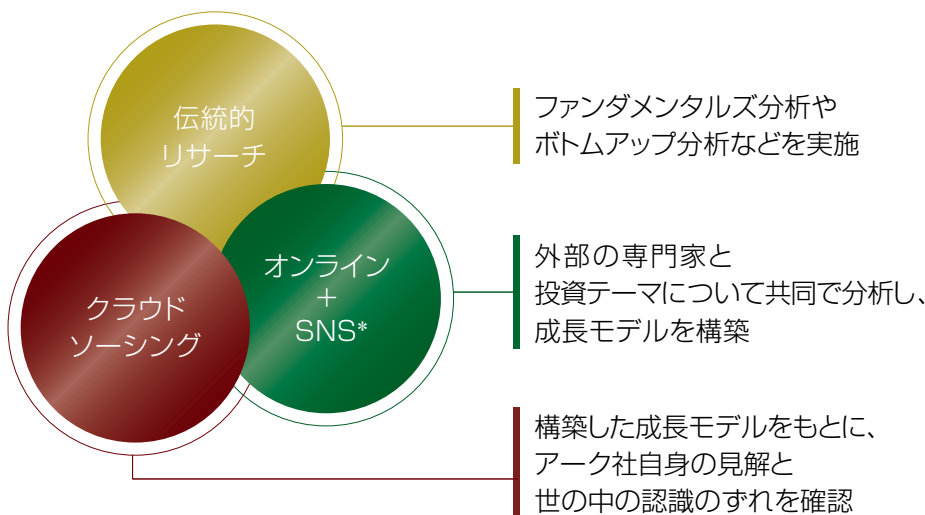 伝統的
リサーチ
ファンダメンタルズ分析や
ボトムアップ分析などを実施
オンライン
+
SNS*
外部の専門家と
投資テーマについて共同で分析し、
成長モデルを構築
クラウド
ソーシング
構築した成長モデルをもとに、
アーク社自身の見解と
世の中の認識のずれを確認